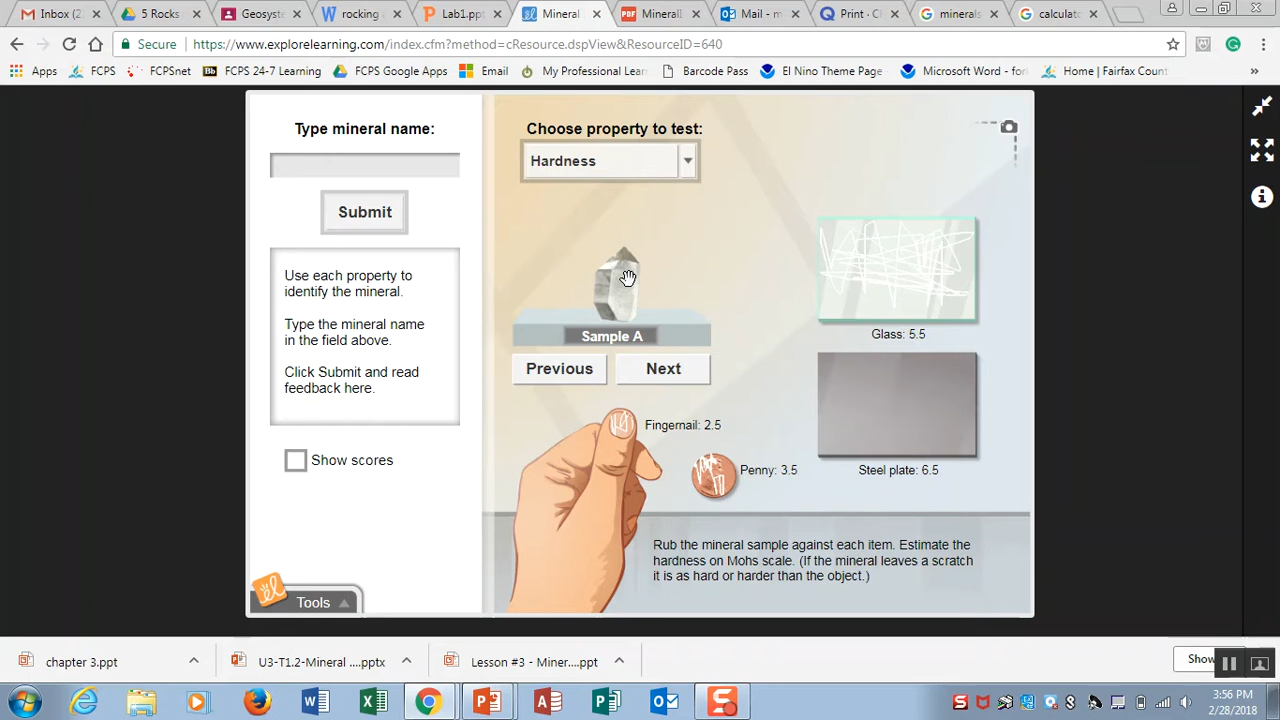 Inbox (2
5 Rocks
Geosyste
rocking
Lab1.ppt
Mineral
Minerall
Mail - m
Print - C
minerals
calculate
Secure
https://www.explorelearning.com/index.cfm?method=cResource.dspView&ResourceID=640
Apps
FCPS
FCPSnet
Bb
FCPS 24-7 Learning
FCPS Google Apps
Email
My Professional Lear
Barcode Pass
El Nino Theme Page
Microsoft Word - for
Home | Fairfax Count
»
Type mineral name:
Submit
Use each property to
identify the mineral.
Type the mineral name
in the field above.
Click Submit and read
feedback here.
Show scores
Tools
Choose property to test:
Hardness
Sample A
Previous
Next
Glass: 5.5
Fingernail: 2.5
Penny: 3.5
Steel plate: 6.5
Rub the mineral sample against each item. Estimate the
hardness on Mohs scale. (If the mineral leaves a scratch
it is as hard or harder than the object.)
chapter 3.ppt
U3-T1.2-Mineral ....pptx
Lesson #3 - Miner....ppt
Show
3:56 PM
2/28/2018